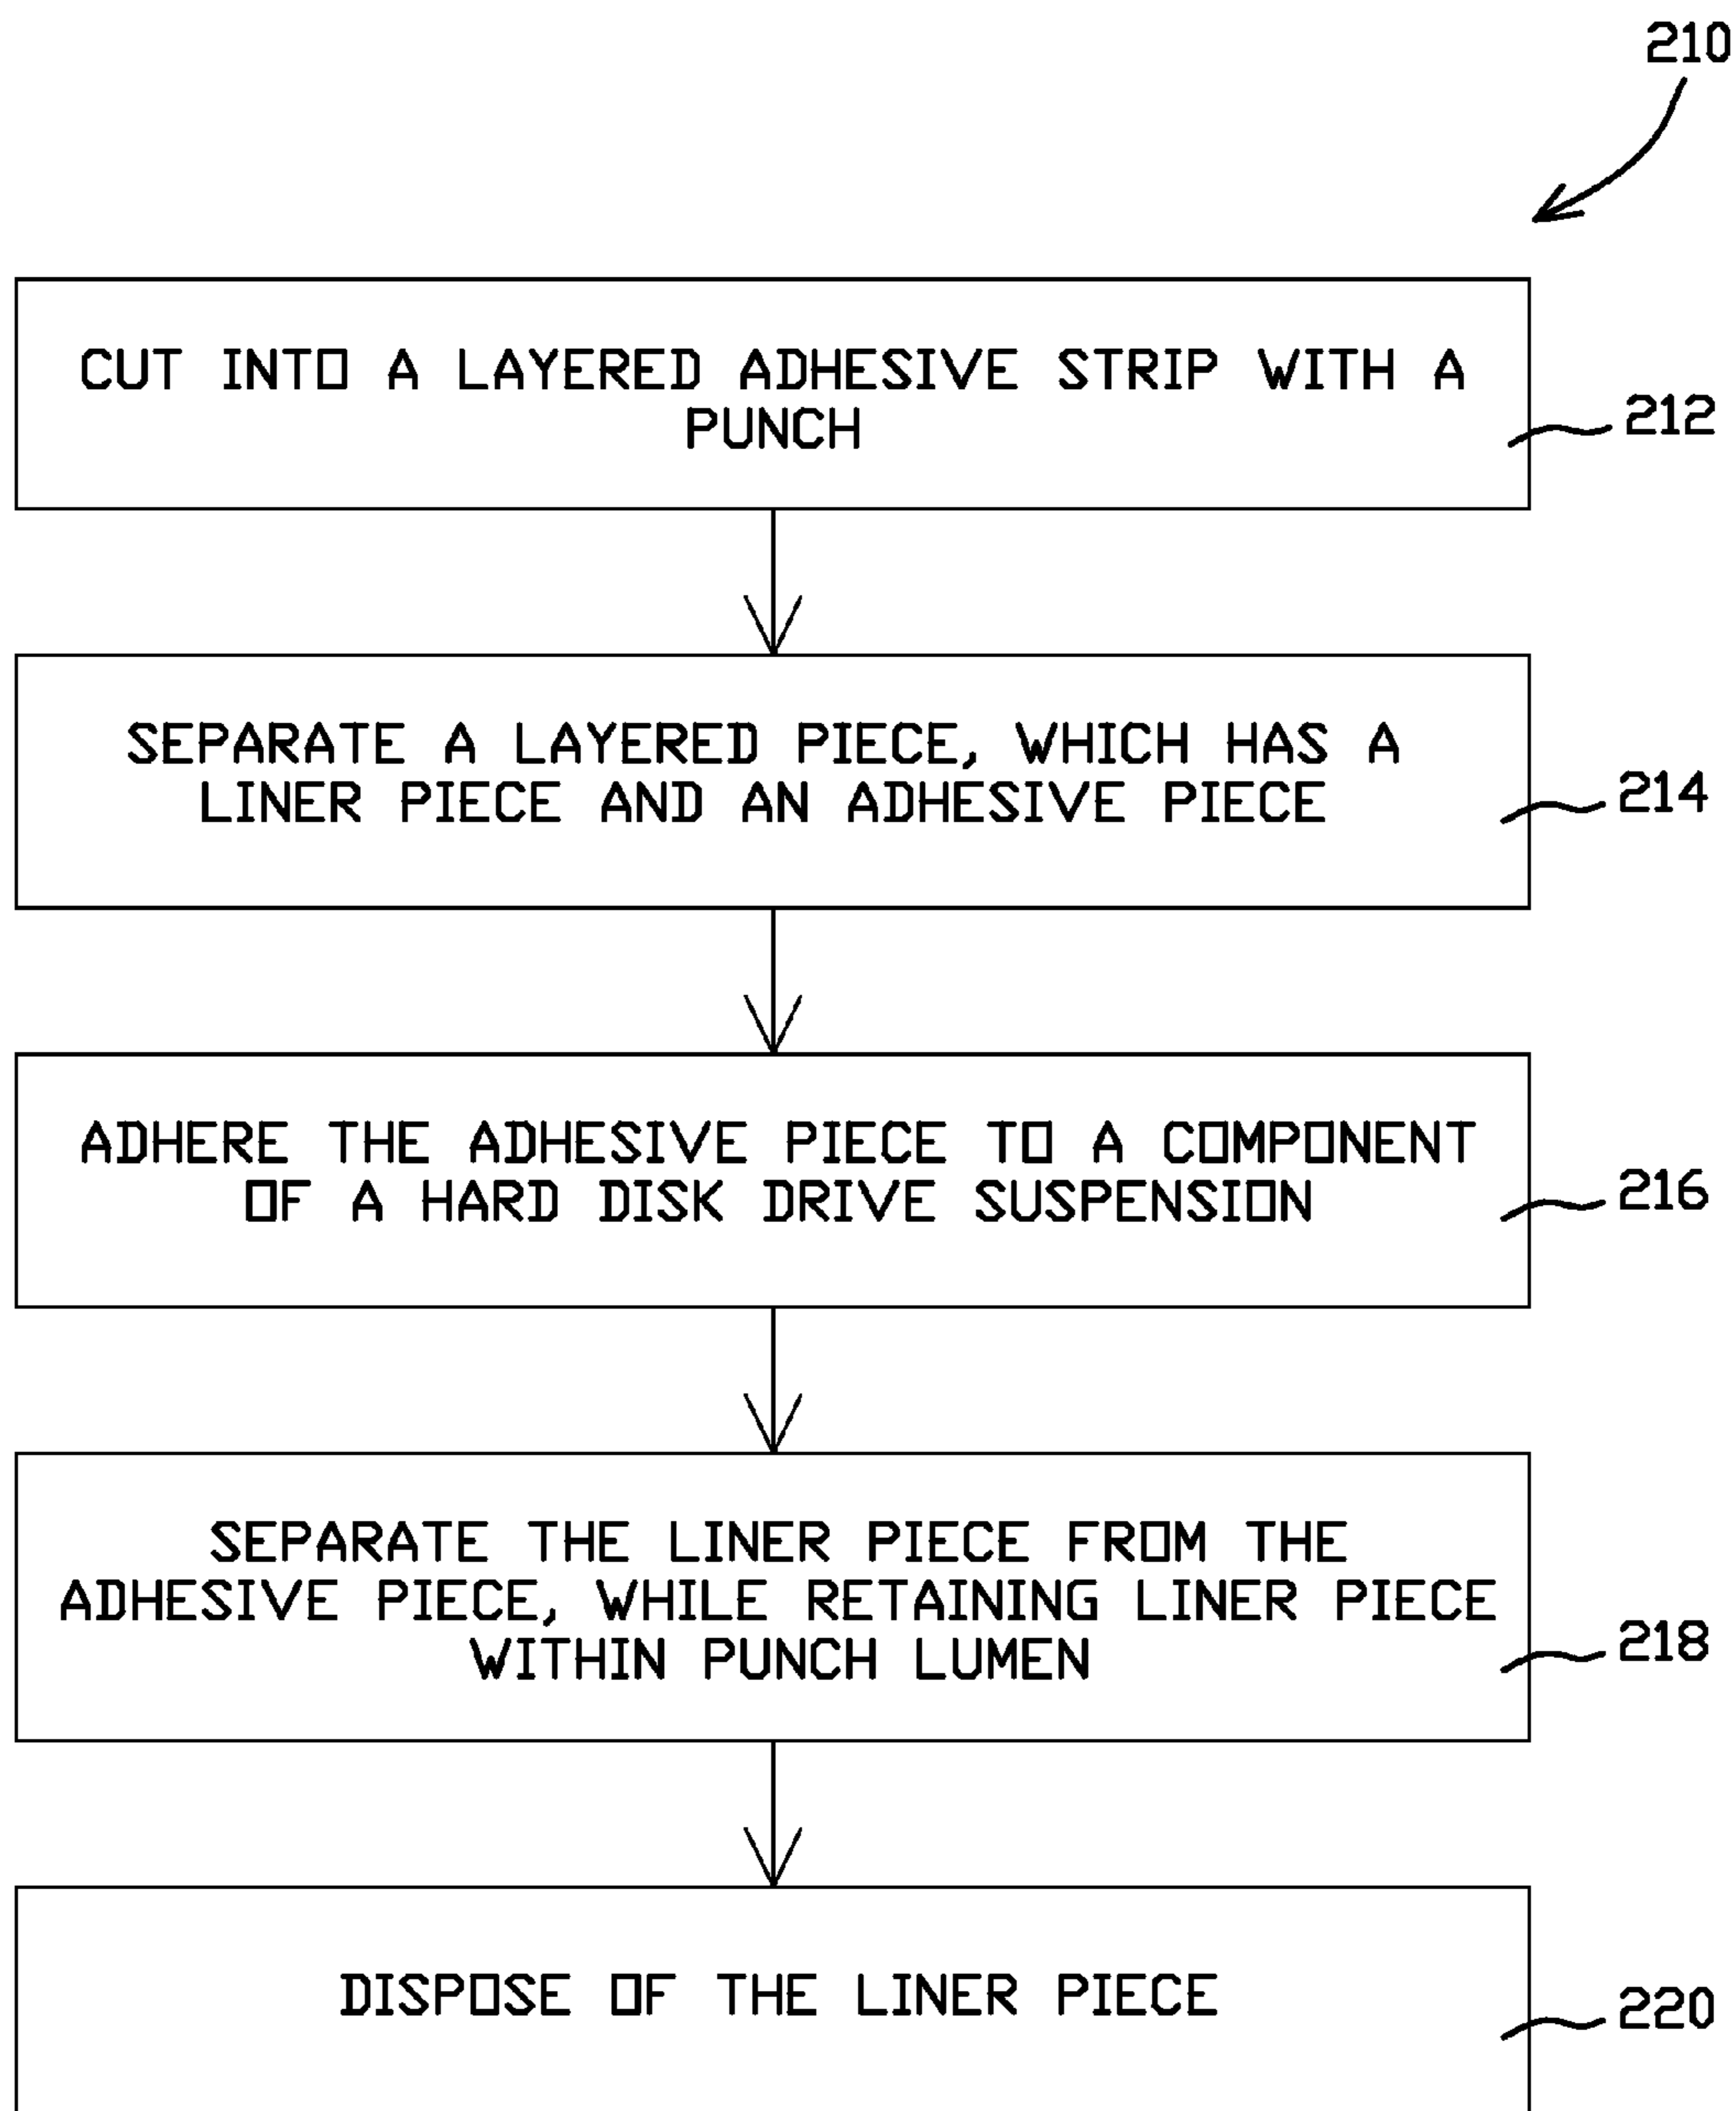 210
CUT INTO A LAYERED ADHESIVE STRIP WITH A
PUNCH
212
SEPARATE A LAYERED PIECE, WHICH HAS A
LINER PIECE AND AN ADHESIVE PIECE
214
ADHERE THE ADHESIVE PIECE TO A COMPONENT
OF A HARD DISK DRIVE SUSPENSION
216
SEPARATE THE LINER PIECE FROM THE
ADHESIVE PIECE, WHILE RETAINING LINER PIECE
WITHIN PUNCH LUMEN
218
DISPOSE OF THE LINER PIECE
220